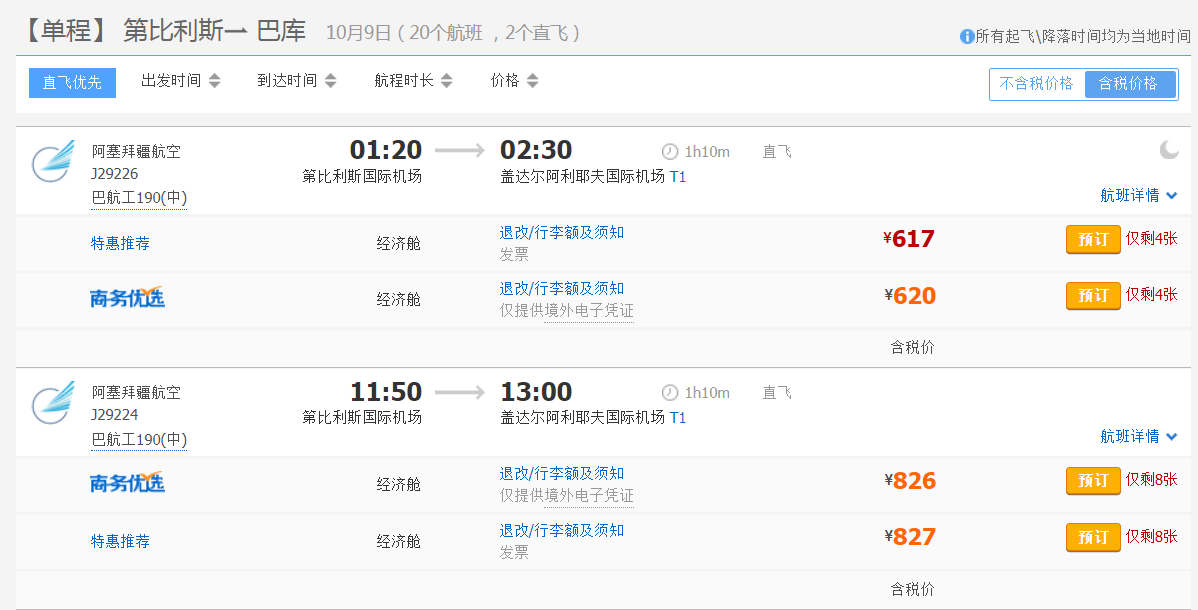 【单程】 第比利斯⇀ 巴库 10月9日 ( 20个航班 ，2个直飞 )
所有起飞\降落时间均为当地时间
直飞优先 出发时间 到达时间 航程时长 价格 不含税价格 含税价格
阿塞拜疆航空 01:20 02:30 1h10m 直飞
J29226 第比利斯国际机场 盖达尔阿利耶夫国际机场 T1
巴航工190(中) 航班详情
特惠推荐 经济舱 退改/行李额及须知 ¥617 预订 仅剩4张
发票
商务优选 经济舱 退改/行李额及须知 ¥620 预订 仅剩4张
仅提供境外电子凭证
含税价
阿塞拜疆航空 11:50 13:00 1h10m 直飞
J29224 第比利斯国际机场 盖达尔阿利耶夫国际机场 T1
巴航工190(中) 航班详情
商务优选 经济舱 退改/行李额及须知 ¥826 预订 仅剩8张
仅提供境外电子凭证
特惠推荐 经济舱 退改/行李额及须知 ¥827 预订 仅剩8张
发票
含税价